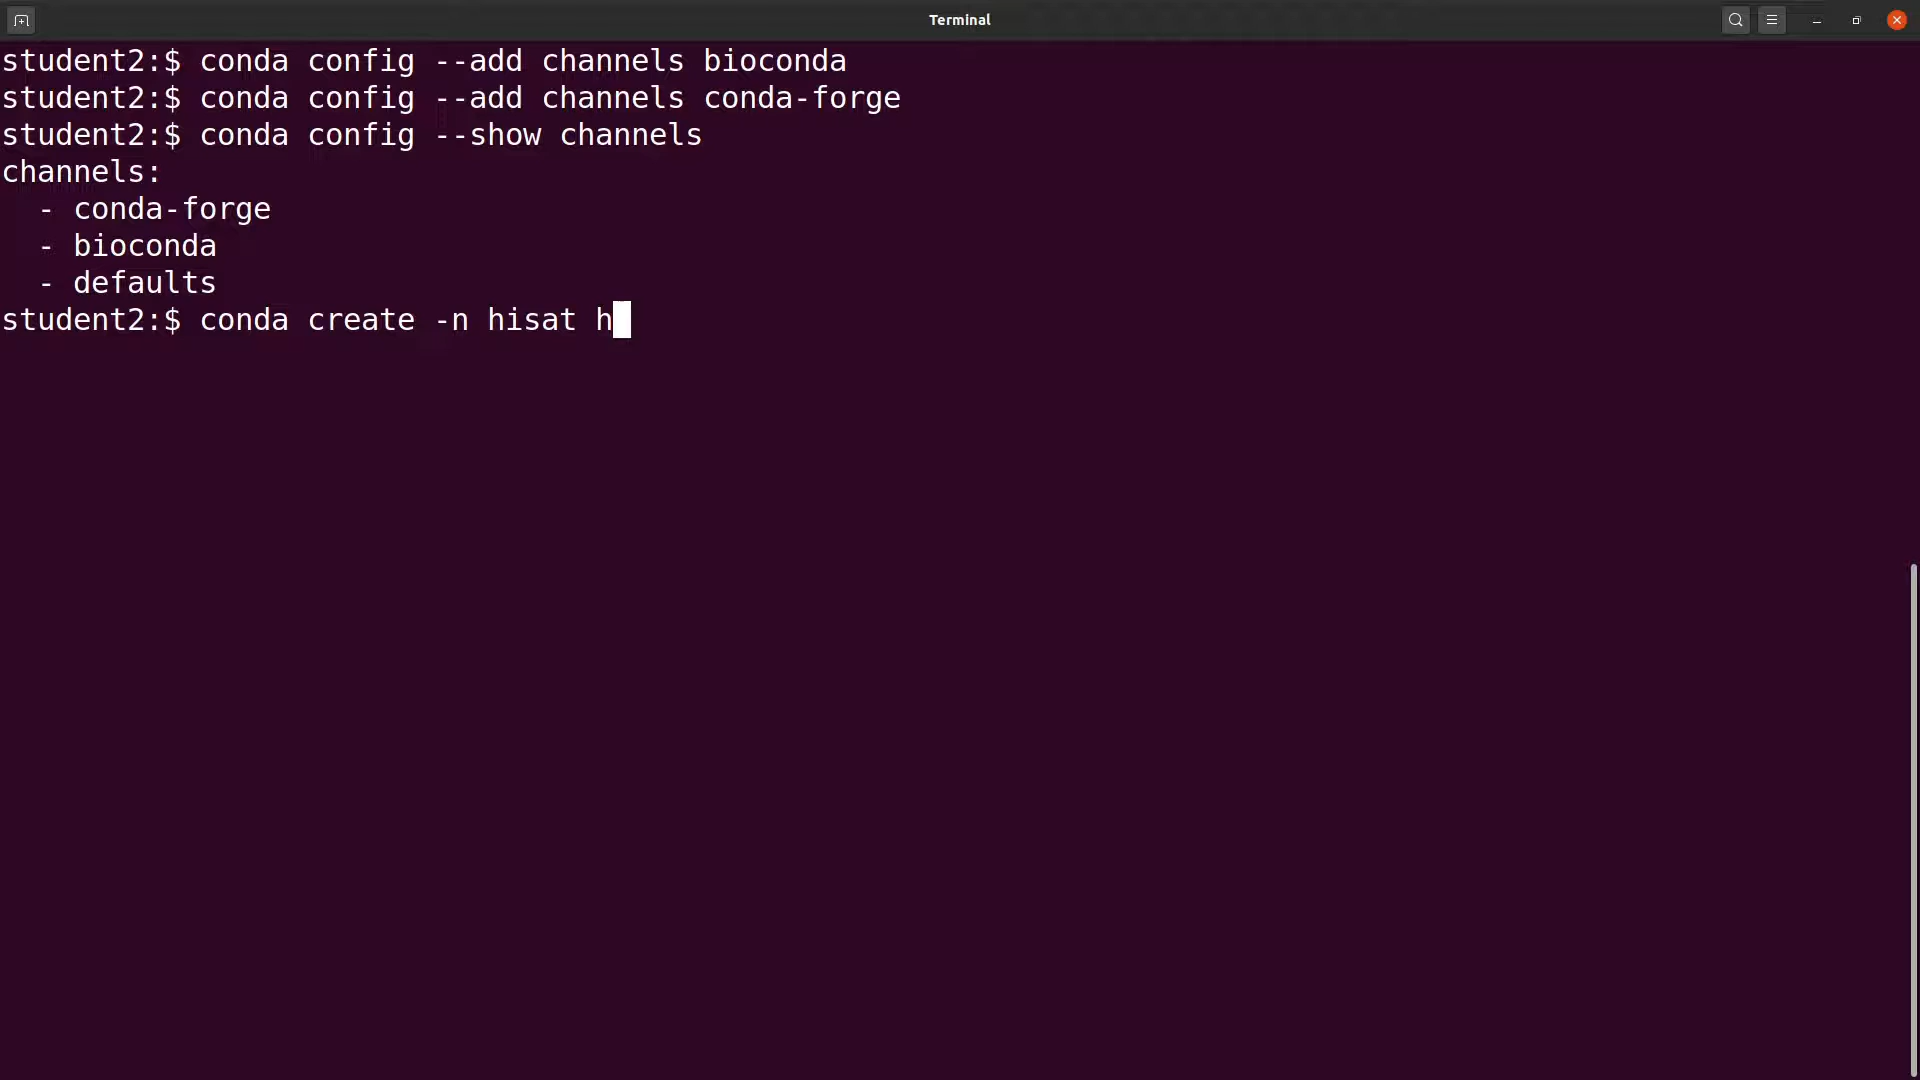 Terminal
student2:$ conda config --add channels bioconda
student2:$ conda config --add channels conda-forge
student2:$ conda config --show channels
channels:
  - conda-forge
  - bioconda
  - defaults
student2:$ conda create -n hisat h